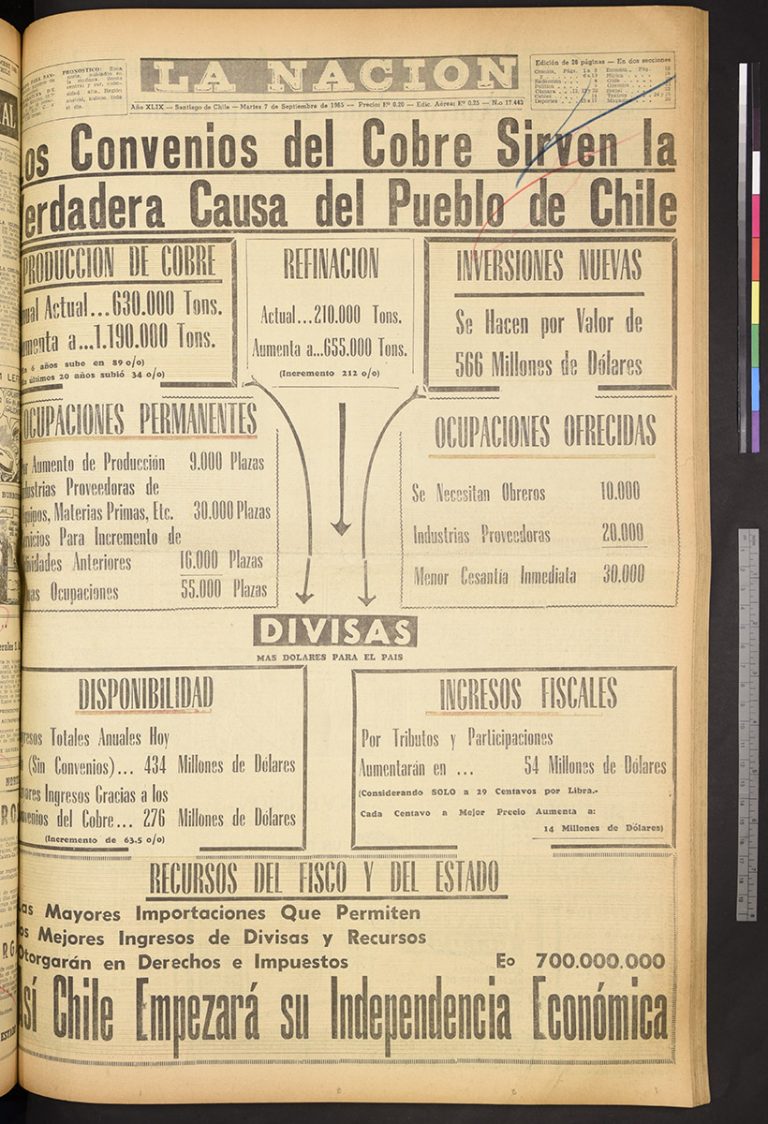 LA NACION
Año XLIX — Santiago de Chile — Martes 7 de Septiembre de 1965 — Precio: Eº 0.20 — Edic. Aérea: Eº 0.25 — N.o 17.443
PRONOSTICO:
Edición de 28 páginas — En dos secciones
os Convenios del Cobre Sirven la
erdadera Causa del Pueblo de Chile
PRODUCCION DE COBRE
ual Actual...630.000 Tons.
menta a...1.190.000 Tons.
n 6 años sube en 89 o/o)
últimos 20 años subió 34 o/o)
REFINACION
Actual...210.000 Tons.
Aumenta a...655.000 Tons.
(Incremento 212 o/o)
INVERSIONES NUEVAS
Se Hacen por Valor de
566 Millones de Dólares
OCUPACIONES PERMANENTES
r Aumento de Producción 9.000 Plazas
ustrias Proveedoras de
uipos, Materias Primas, Etc. 30.000 Plazas
vicios Para Incremento de
ividades Anteriores 16.000 Plazas
as Ocupaciones 55.000 Plazas
OCUPACIONES OFRECIDAS
Se Necesitan Obreros 10.000
Industrias Proveedoras 20.000
Menor Cesantía Inmediata 30.000
DIVISAS
MAS DOLARES PARA EL PAIS
DISPONIBILIDAD
resos Totales Anuales Hoy
(Sin Convenios)... 434 Millones de Dólares
ores Ingresos Gracias a los
venios del Cobre... 276 Millones de Dólares
(Incremento de 63.5 o/o)
INGRESOS FISCALES
Por Tributos y Participaciones
Aumentarán en ... 54 Millones de Dólares
(Considerando SOLO a 29 Centavos por Libra.-
Cada Centavo a Mejor Precio Aumenta a:
14 Millones de Dólares)
RECURSOS DEL FISCO Y DEL ESTADO
as Mayores Importaciones Que Permiten
os Mejores Ingresos de Divisas y Recursos
Otorgarán en Derechos e Impuestos Eo 700.000.000
sí Chile Empezará su Independencia Económica